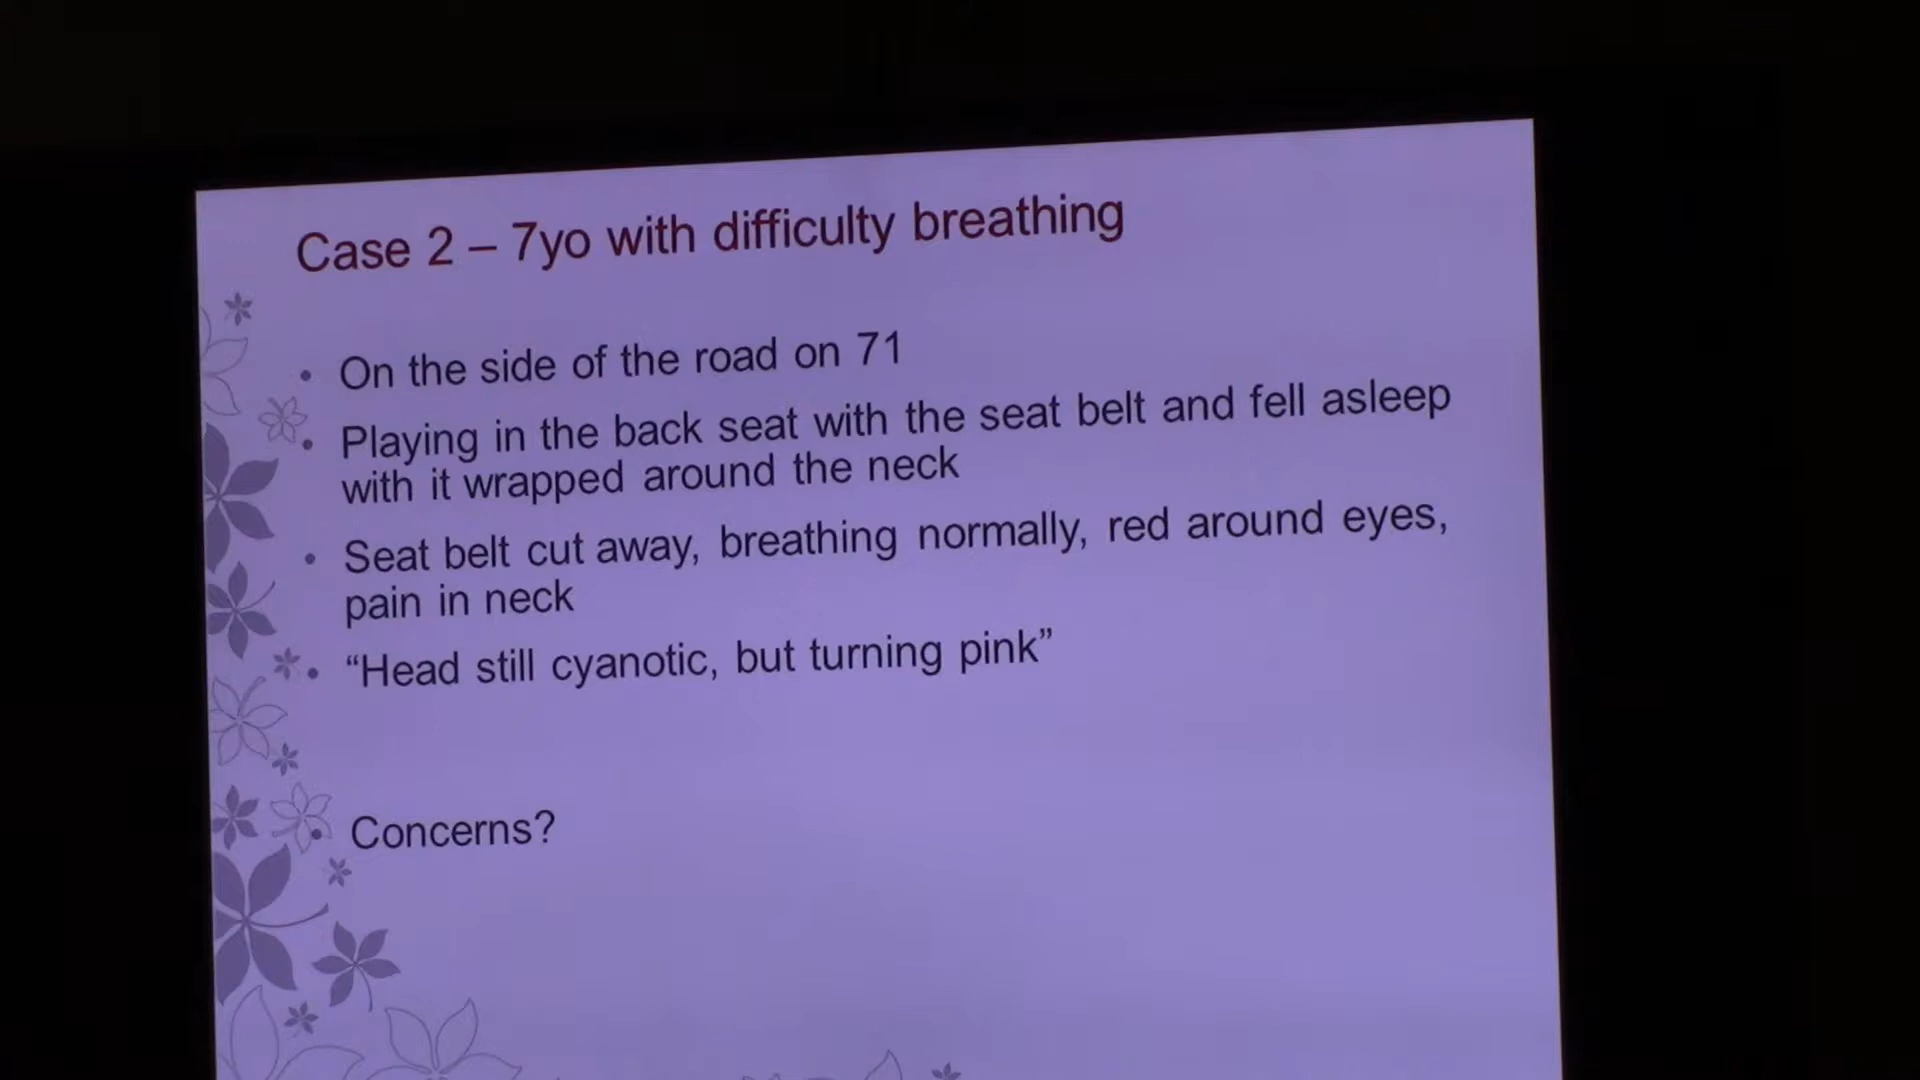 Case 2 – 7yo with difficulty breathing
• On the side of the road on 71
• Playing in the back seat with the seat belt and fell asleep
with it wrapped around the neck
• Seat belt cut away, breathing normally, red around eyes,
pain in neck
• “Head still cyanotic, but turning pink”
• Concerns?